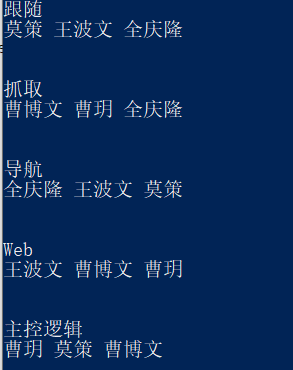 跟随
莫策 王波文 全庆隆
抓取
曹博文 曹玥 全庆隆
导航
全庆隆 王波文 莫策
Web
王波文 曹博文 曹玥
主控逻辑
曹玥 莫策 曹博文